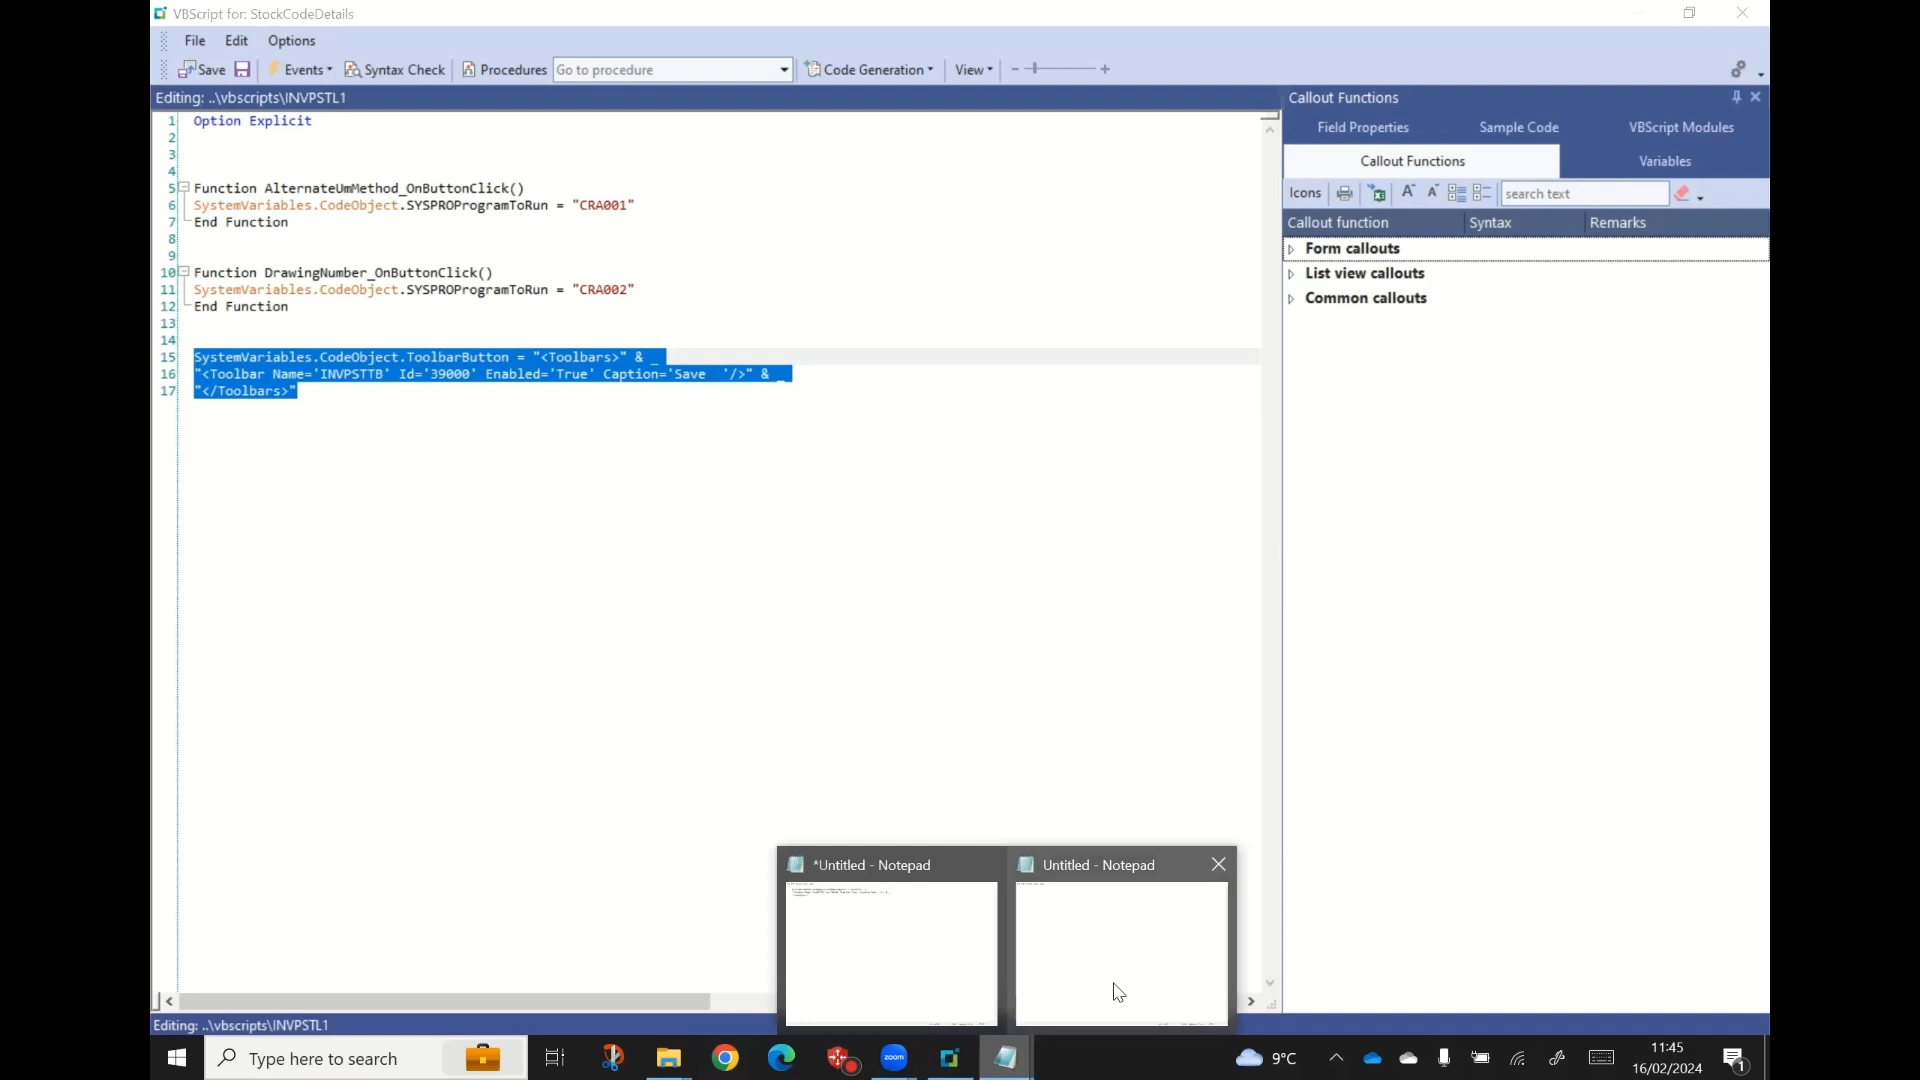 VBScript for: StockCodeDetails
File Edit Options
Save Events Syntax Check Procedures Go to procedure Code Generation View
Editing: ..\vbscripts\INVPSTL1
1 Option Explicit
2
3
4
5 Function AlternateUmMethod_OnButtonClick()
6 SystemVariables.CodeObject.SYSPROProgramToRun = "CRA001"
7 End Function
8
9
10 Function DrawingNumber_OnButtonClick()
11 SystemVariables.CodeObject.SYSPROProgramToRun = "CRA002"
12 End Function
13
14
15 SystemVariables.CodeObject.ToolbarButton = "<Toolbars>" & _
16 "<Toolbar Name='INVPSTTB' Id='39000' Enabled='True' Caption='Save  '/>" & _
17 "</Toolbars>"
Callout Functions
Field Properties Sample Code VBScript Modules
Callout Functions Variables
Icons search text
Callout function Syntax Remarks
Form callouts
List view callouts
Common callouts
*Untitled - Notepad
Untitled - Notepad
Editing: ..\vbscripts\INVPSTL1
Type here to search
zoom
9°C
11:45
16/02/2024
1